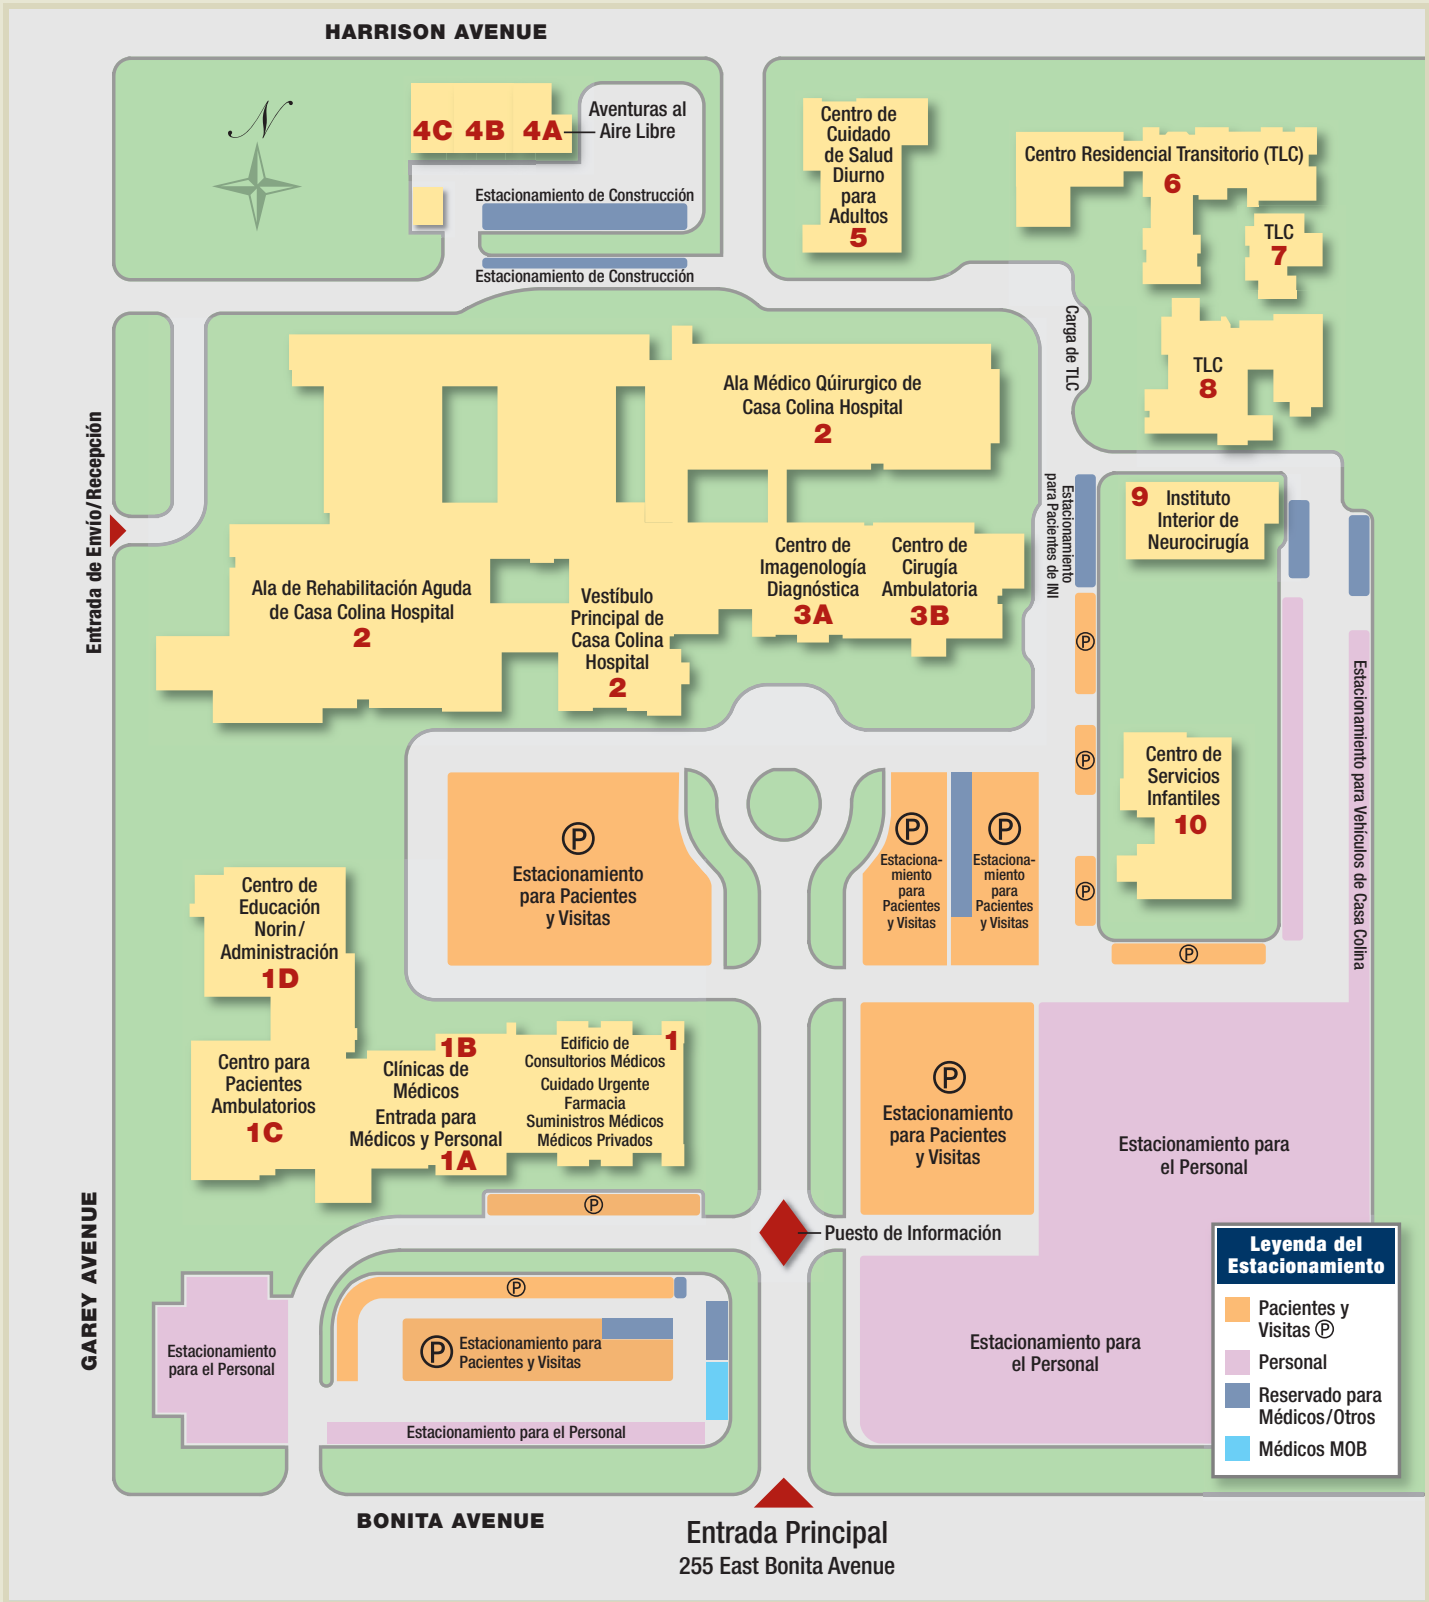 HARRISON AVENUE
N
4C 4B 4A
Aventuras al
Aire Libre
Estacionamiento de Construcción
Estacionamiento de Construcción
Centro de
Cuidado
de Salud
Diurno
para
Adultos
5
Centro Residencial Transitorio (TLC)
6
TLC
7
TLC
8
Carga de TLC
Entrada de Envío/Recepción
Ala Médico Qúirurgico de
Casa Colina Hospital
2
Ala de Rehabilitación Aguda
de Casa Colina Hospital
2
Vestíbulo
Principal de
Casa Colina
Hospital
2
Centro de
Imagenología
Diagnóstica
3A
Centro de
Cirugía
Ambulatoria
3B
Estacionamiento
para Pacientes de INI
9
Instituto
Interior de
Neurocirugía
P
P
P
P
Centro de
Servicios
Infantiles
10
Estacionamiento para Vehículos de Casa Colina
P
Estacionamiento
para Pacientes
y Visitas
P
Estaciona-
miento
para
Pacientes
y Visitas
P
Estaciona-
miento
para
Pacientes
y Visitas
Centro de
Educación
Norin/
Administración
1D
Centro para
Pacientes
Ambulatorios
1C
1B
Clínicas de
Médicos
Entrada para
Médicos y Personal
1A
1
Edificio de
Consultorios Médicos
Cuidado Urgente
Farmacia
Suministros Médicos
Médicos Privados
P
Estacionamiento
para Pacientes
y Visitas
Estacionamiento para
el Personal
P
Puesto de Información
GAREY AVENUE
P
P
Estacionamiento para
Pacientes y Visitas
Estacionamiento
para el Personal
Estacionamiento para el Personal
Estacionamiento para
el Personal
Leyenda del
Estacionamiento
Pacientes y
Visitas P
Personal
Reservado para
Médicos/Otros
Médicos MOB
BONITA AVENUE
Entrada Principal
255 East Bonita Avenue